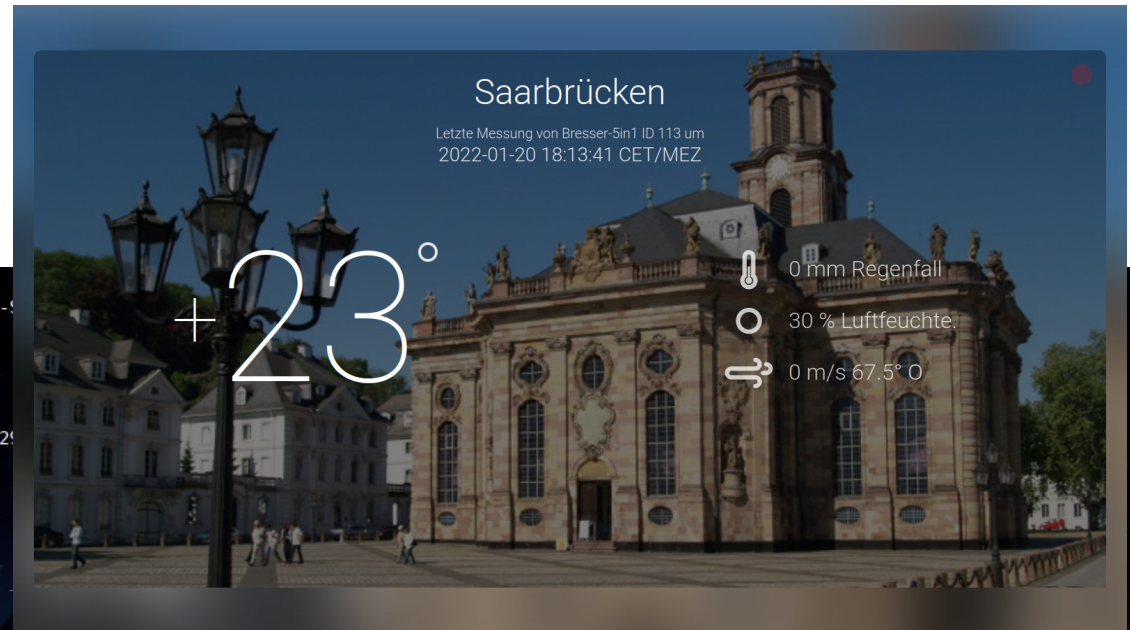 Saarbrücken
Letzte Messung von Bresser-5in1 ID 113 um
2022-01-20 18:13:41 CET/MEZ
+23°
0 mm Regenfall
30 % Luftfeuchte.
0 m/s 67.5° O
29